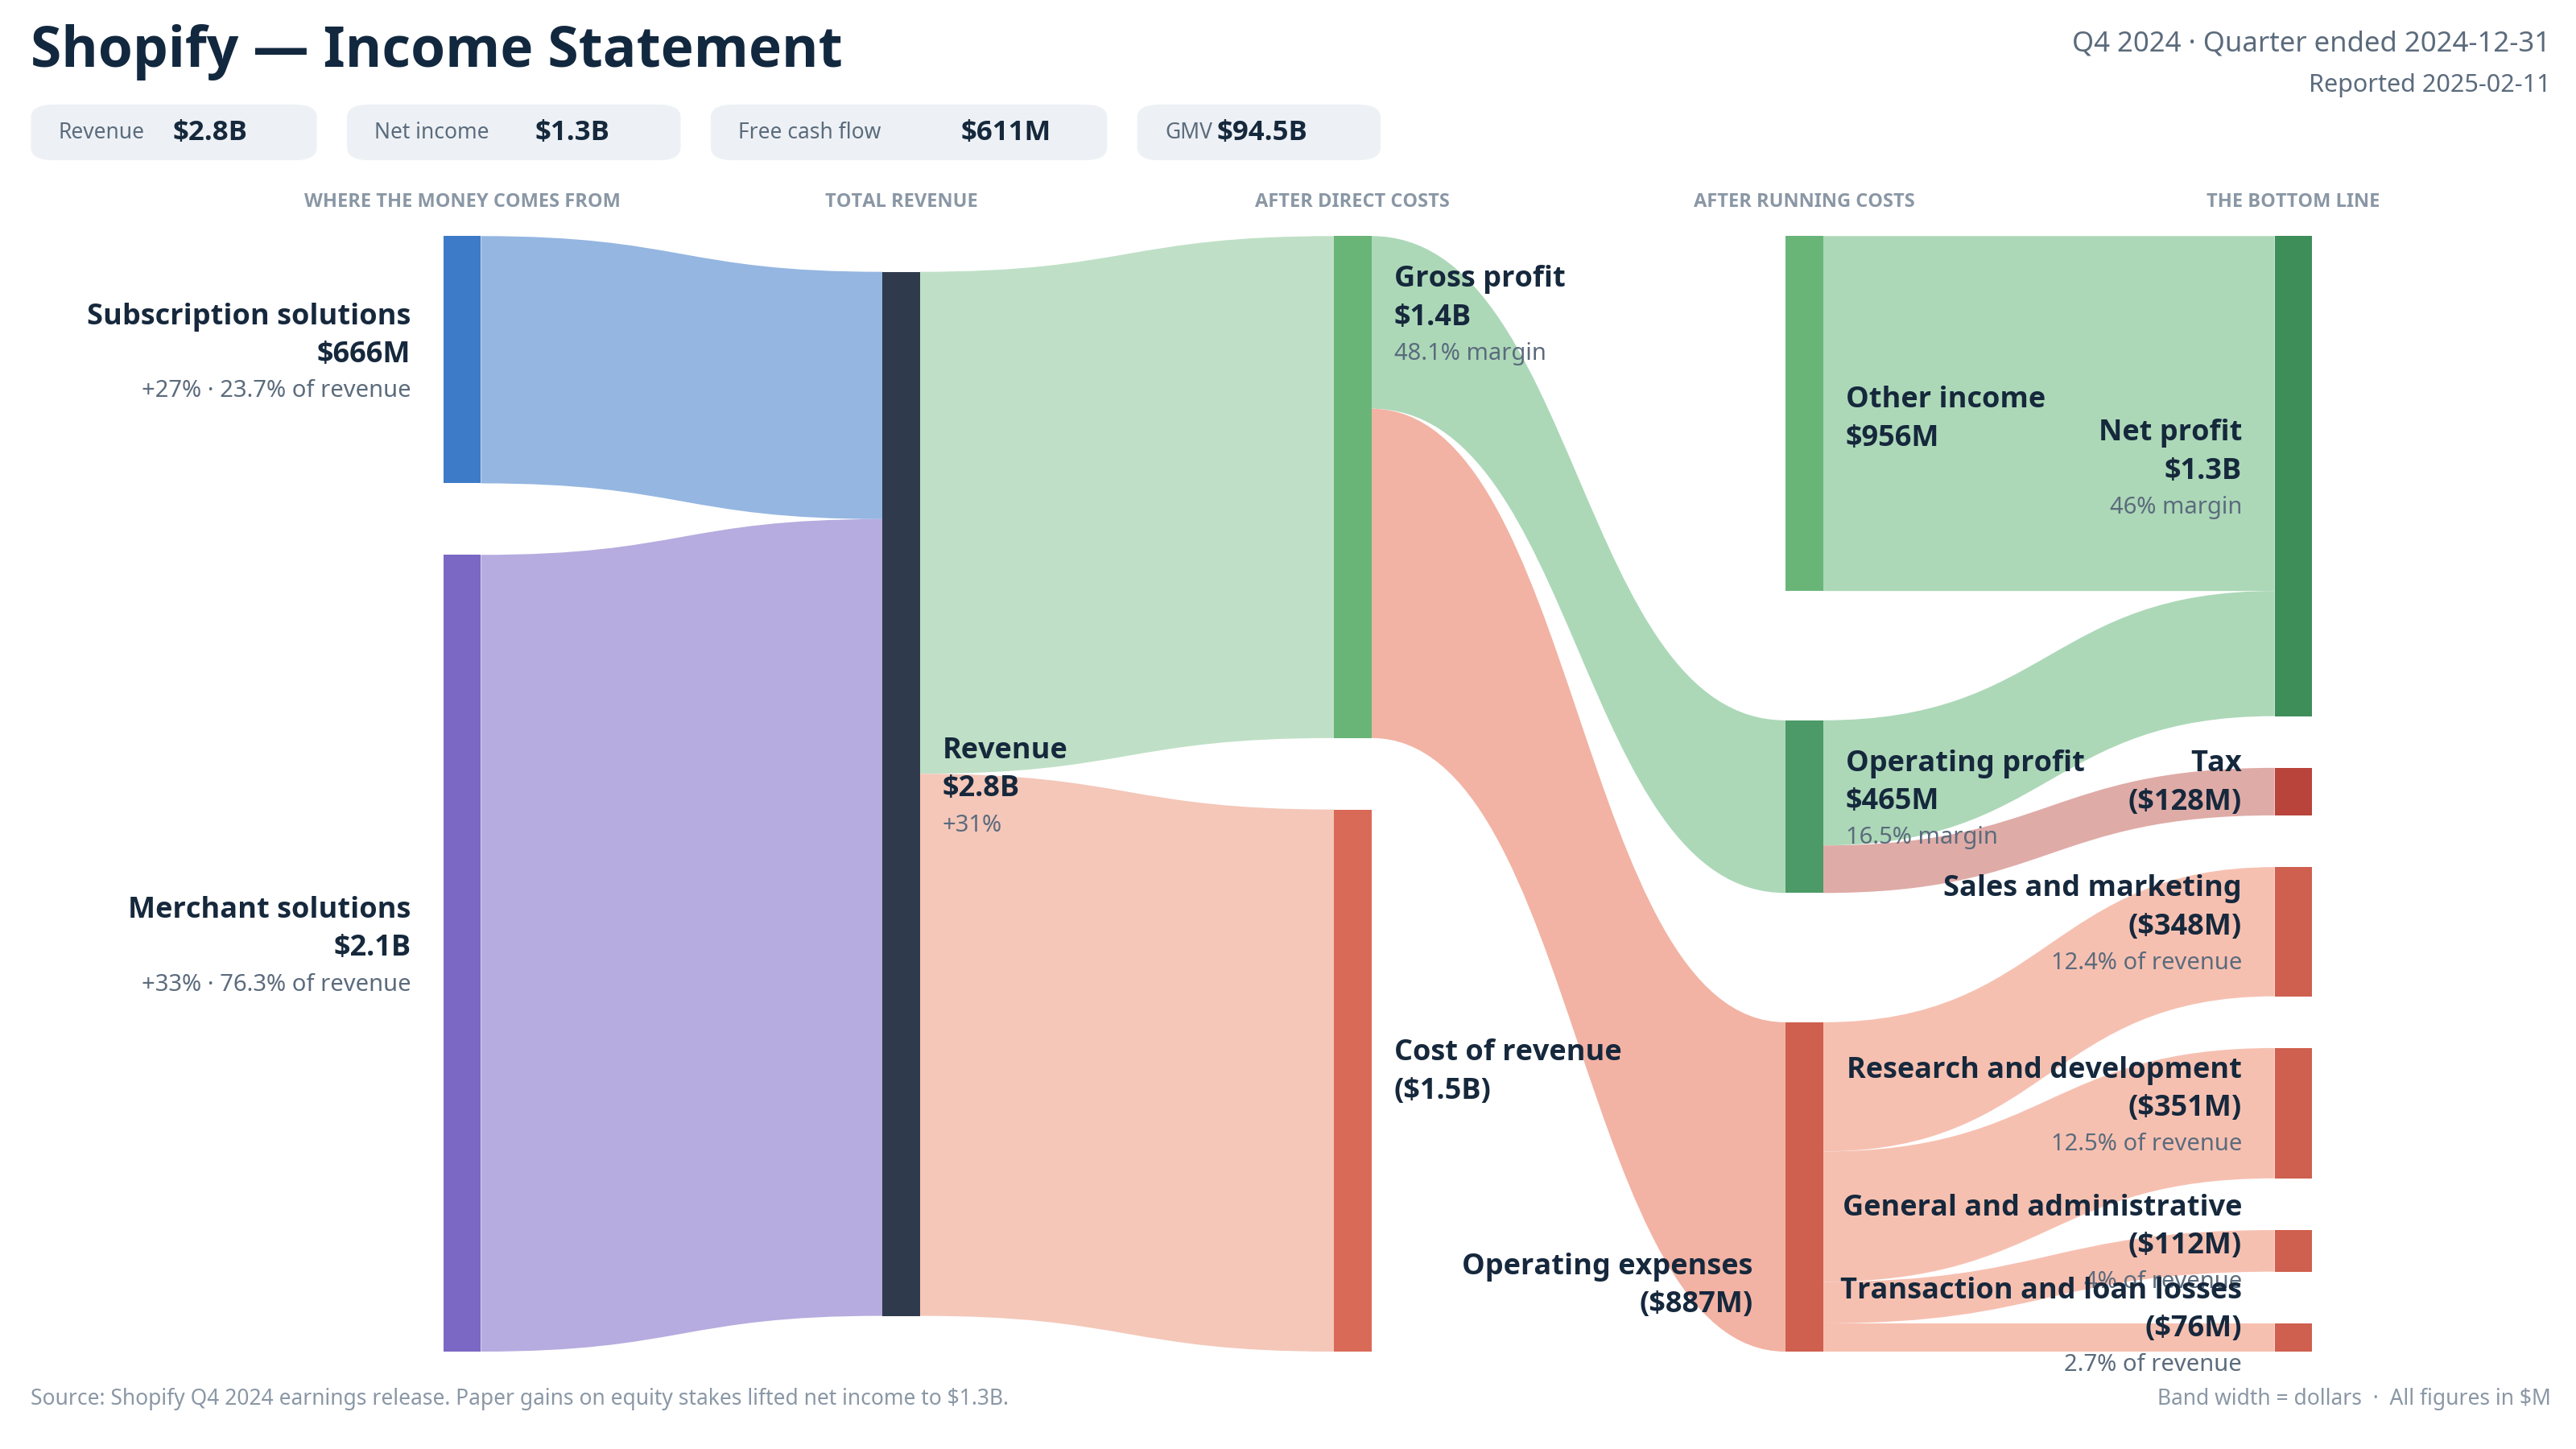 Shopify — Income Statement
Q4 2024 · Quarter ended 2024-12-31
Reported 2025-02-11
Revenue $2.8B
Net income $1.3B
Free cash flow $611M
GMV $94.5B
WHERE THE MONEY COMES FROM
TOTAL REVENUE
AFTER DIRECT COSTS
AFTER RUNNING COSTS
THE BOTTOM LINE
Subscription solutions
$666M
+27% · 23.7% of revenue
Merchant solutions
$2.1B
+33% · 76.3% of revenue
Revenue
$2.8B
+31%
Gross profit
$1.4B
48.1% margin
Cost of revenue
($1.5B)
Other income
$956M
Operating profit
$465M
16.5% margin
Operating expenses
($887M)
Net profit
$1.3B
46% margin
Tax
($128M)
Sales and marketing
($348M)
12.4% of revenue
Research and development
($351M)
12.5% of revenue
General and administrative
($112M)
4% of revenue
Transaction and loan losses
($76M)
2.7% of revenue
Source: Shopify Q4 2024 earnings release. Paper gains on equity stakes lifted net income to $1.3B.
Band width = dollars · All figures in $M